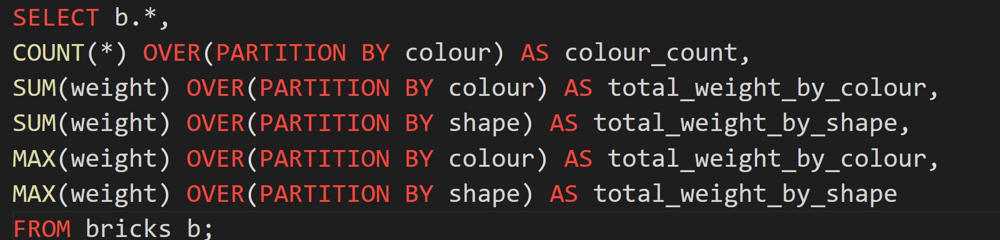 SELECT b.*,
COUNT(*) OVER(PARTITION BY colour) AS colour_count,
SUM(weight) OVER(PARTITION BY colour) AS total_weight_by_colour,
SUM(weight) OVER(PARTITION BY shape) AS total_weight_by_shape,
MAX(weight) OVER(PARTITION BY colour) AS total_weight_by_colour,
MAX(weight) OVER(PARTITION BY shape) AS total_weight_by_shape
FROM bricks b;